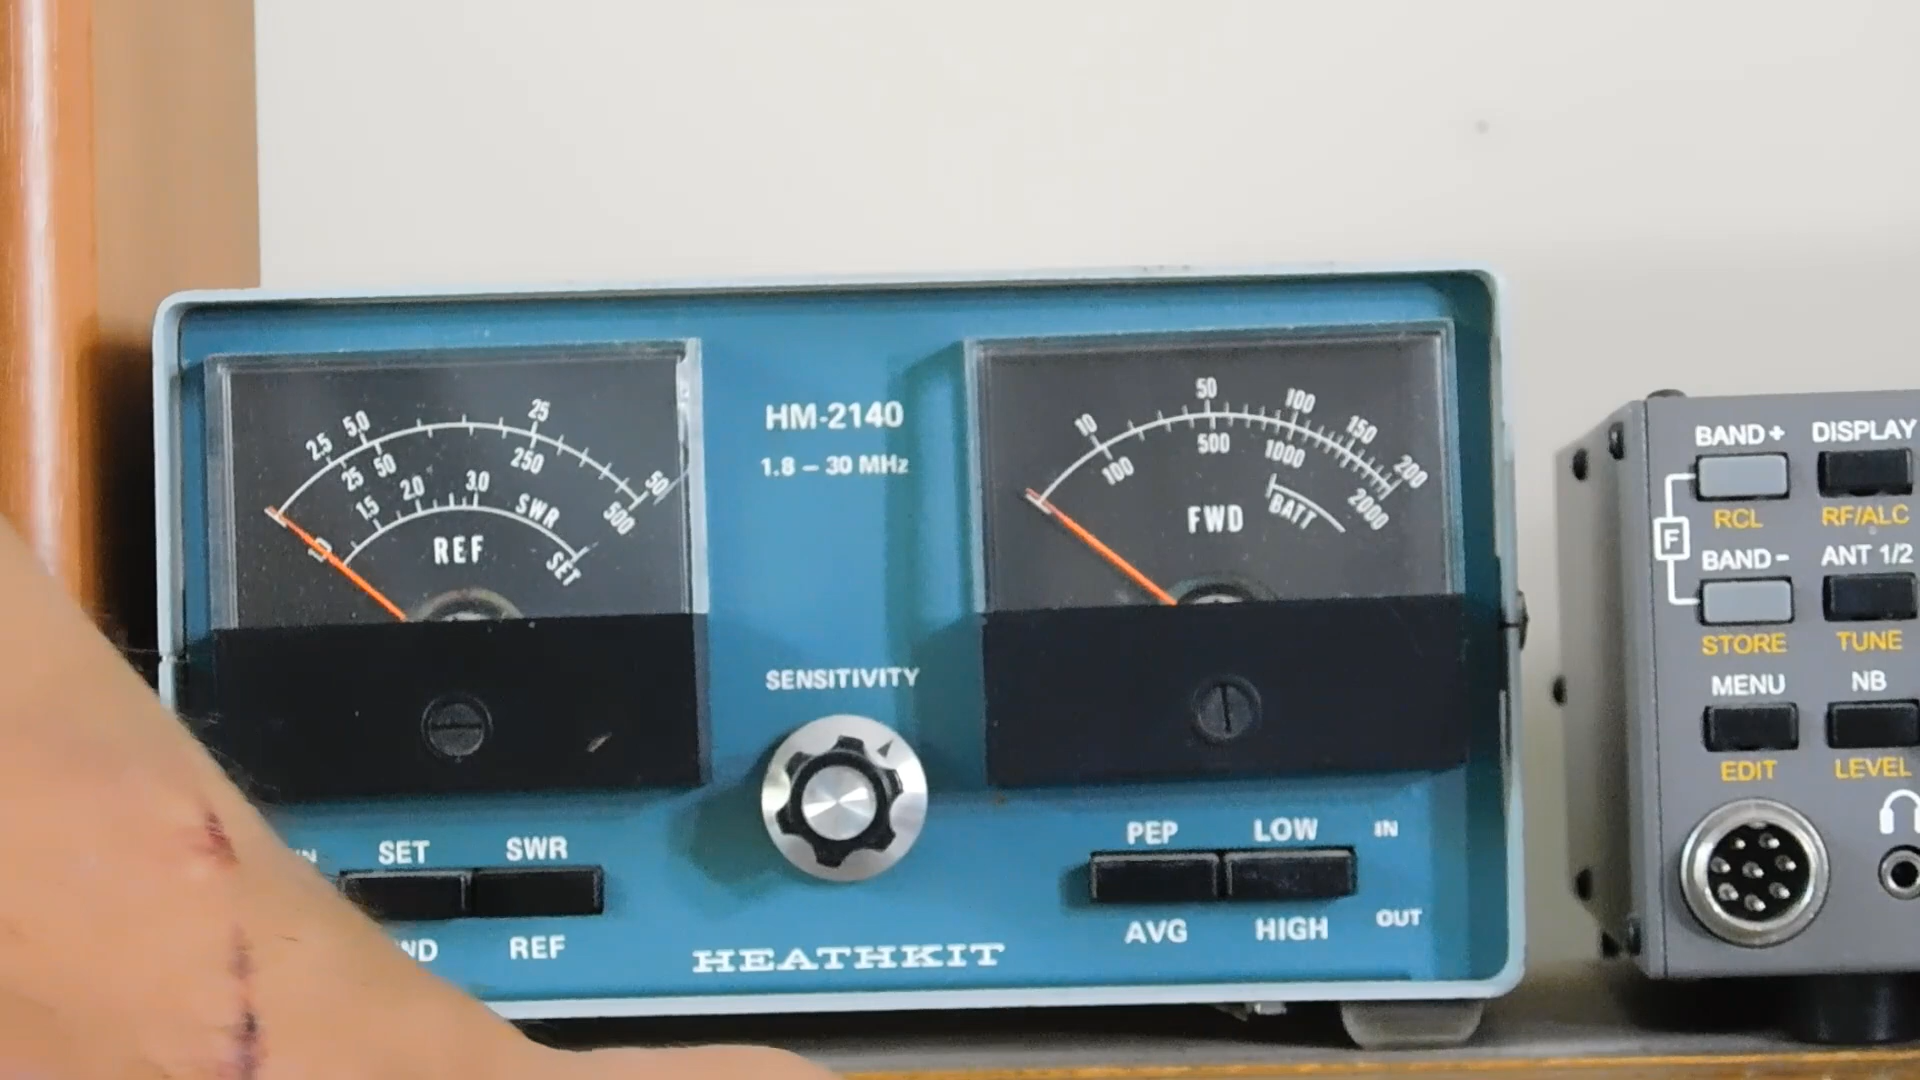 HM-2140
1.8 – 30 MHz
2.5 5.0 25 50
25 50 250 500
1.0 1.5 2.0 3.0 SWR SET
REF
10 50 100 150 200
100 500 1000 2000
BATT
FWD
SENSITIVITY
SET SWR
REF
PEP LOW IN
AVG HIGH OUT
HEATHKIT
BAND+ DISPLAY
RCL RF/ALC
F
BAND- ANT 1/2
STORE TUNE
MENU NB
EDIT LEVEL